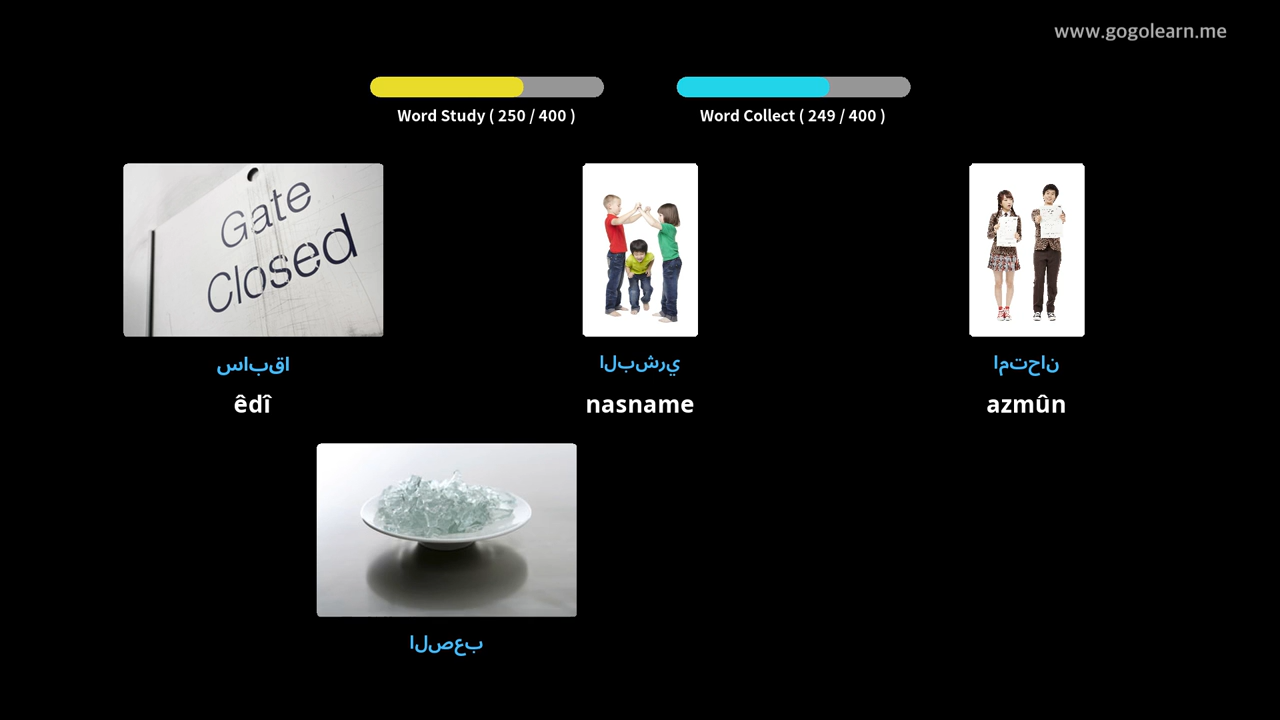 www.gogolearn.me
Word Study ( 250 / 400 )
Word Collect ( 249 / 400 )
Gate
Closed
سابقا
البشري
امتحان
êdî
nasname
azmûn
الصعب